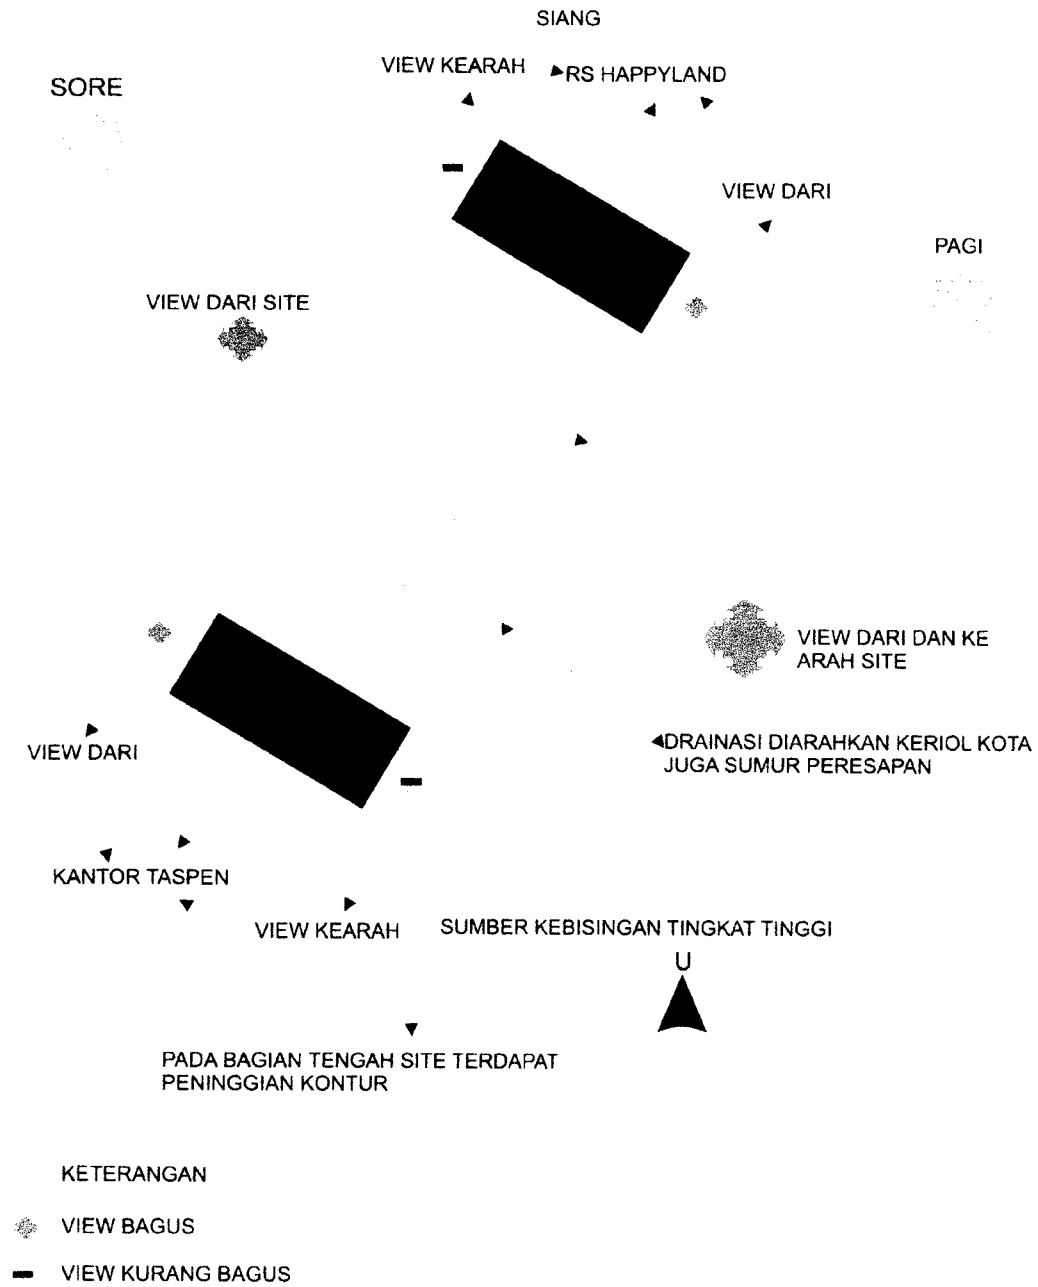 SIANG
VIEW KEARAH
RS HAPPYLAND
SORE
VIEW DARI
PAGI
VIEW DARI SITE
VIEW DARI DAN KE
ARAH SITE
VIEW DARI
DRAINASI DIARAHKAN KERIOL KOTA
JUGA SUMUR PERESAPAN
KANTOR TASPEN
VIEW KEARAH
SUMBER KEBISINGAN TINGKAT TINGGI
U
PADA BAGIAN TENGAH SITE TERDAPAT
PENINGGIAN KONTUR
KETERANGAN
VIEW BAGUS
VIEW KURANG BAGUS